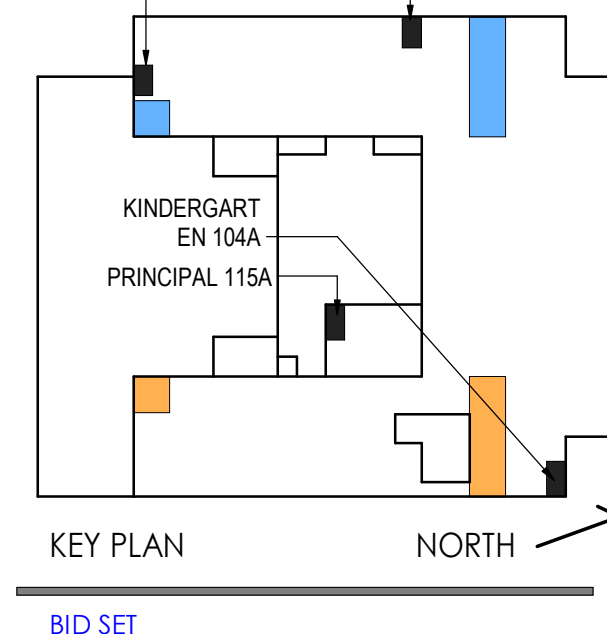 KINDERGART
EN 104A
PRINCIPAL 115A
KEY PLAN
NORTH
BID SET